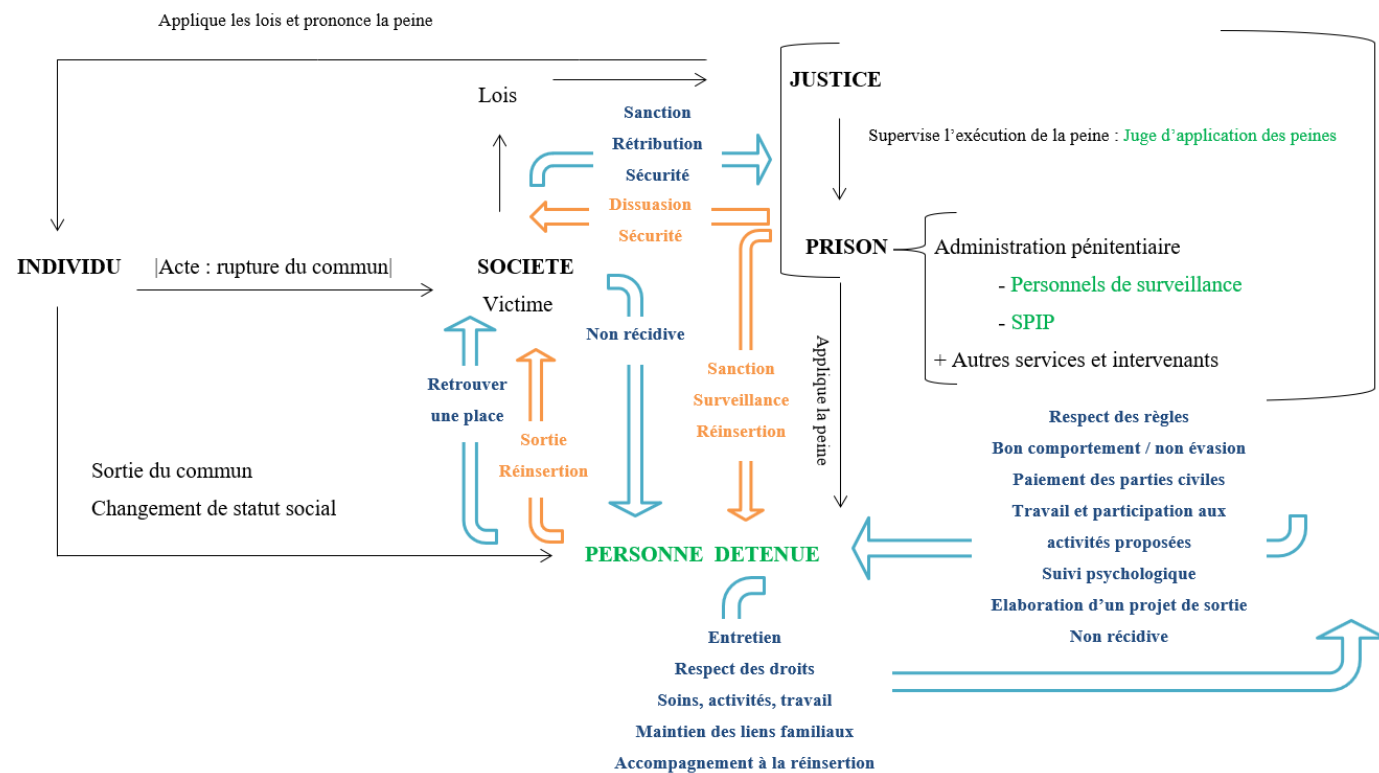 Applique les lois et prononce la peine
JUSTICE
Lois
Sanction
Rétribution
Sécurité
Supervise l’exécution de la peine : Juge d’application des peines
Dissuasion
Sécurité
INDIVIDU
|Acte : rupture du commun|
SOCIETE
Victime
PRISON
Administration pénitentiaire
- Personnels de surveillance
- SPIP
+ Autres services et intervenants
Non récidive
Retrouver
une place
Sortie
Réinsertion
Sanction
Surveillance
Réinsertion
Applique la peine
Sortie du commun
Changement de statut social
Respect des règles
Bon comportement / non évasion
Paiement des parties civiles
Travail et participation aux
activités proposées
Suivi psychologique
Elaboration d’un projet de sortie
Non récidive
PERSONNE DETENUE
Entretien
Respect des droits
Soins, activités, travail
Maintien des liens familiaux
Accompagnement à la réinsertion